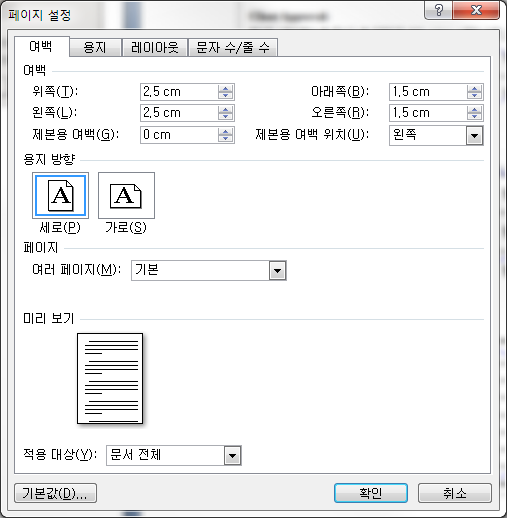 페이지 설정
여백 용지 레이아웃 문자 수/줄 수
여백
위쪽(T): 2,5 cm 아래쪽(B): 1,5 cm
왼쪽(L): 2,5 cm 오른쪽(R): 1,5 cm
제본용 여백(G): 0 cm 제본용 여백 위치(U): 왼쪽
용지 방향
A A
세로(P) 가로(S)
페이지
여러 페이지(M): 기본
미리 보기
적용 대상(Y): 문서 전체
기본값(D)... 확인 취소